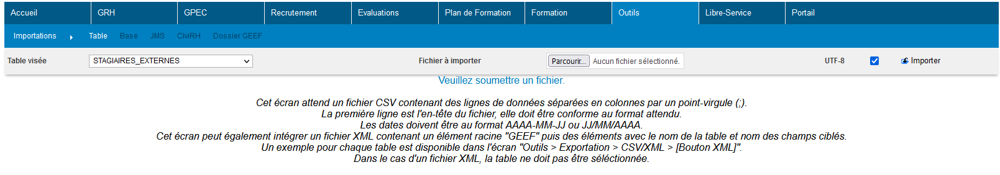 Accueil GRH GPEC Recrutement Evaluations Plan de Formation Formation Outils Libre-Service Portail
Importations Table Base JMS CiviRH Dossier GEEF
Table visée STAGIAIRES_EXTERNES Fichier à importer Parcourir... Aucun fichier sélectionné. UTF-8 Importer
Veuillez soumettre un fichier.
Cet écran attend un fichier CSV contenant des lignes de données séparées en colonnes par un point-virgule (;).
La première ligne est l'en-tête du fichier, elle doit être conforme au format attendu.
Les dates doivent être au format AAAA-MM-JJ ou JJ/MM/AAAA.
Cet écran peut également intégrer un fichier XML contenant un élément racine "GEEF" puis des éléments avec le nom de la table et nom des champs ciblés.
Un exemple pour chaque table est disponible dans l'écran "Outils > Exportation > CSV/XML > [Bouton XML]".
Dans le cas d'un fichier XML, la table ne doit pas être séléctionnée.